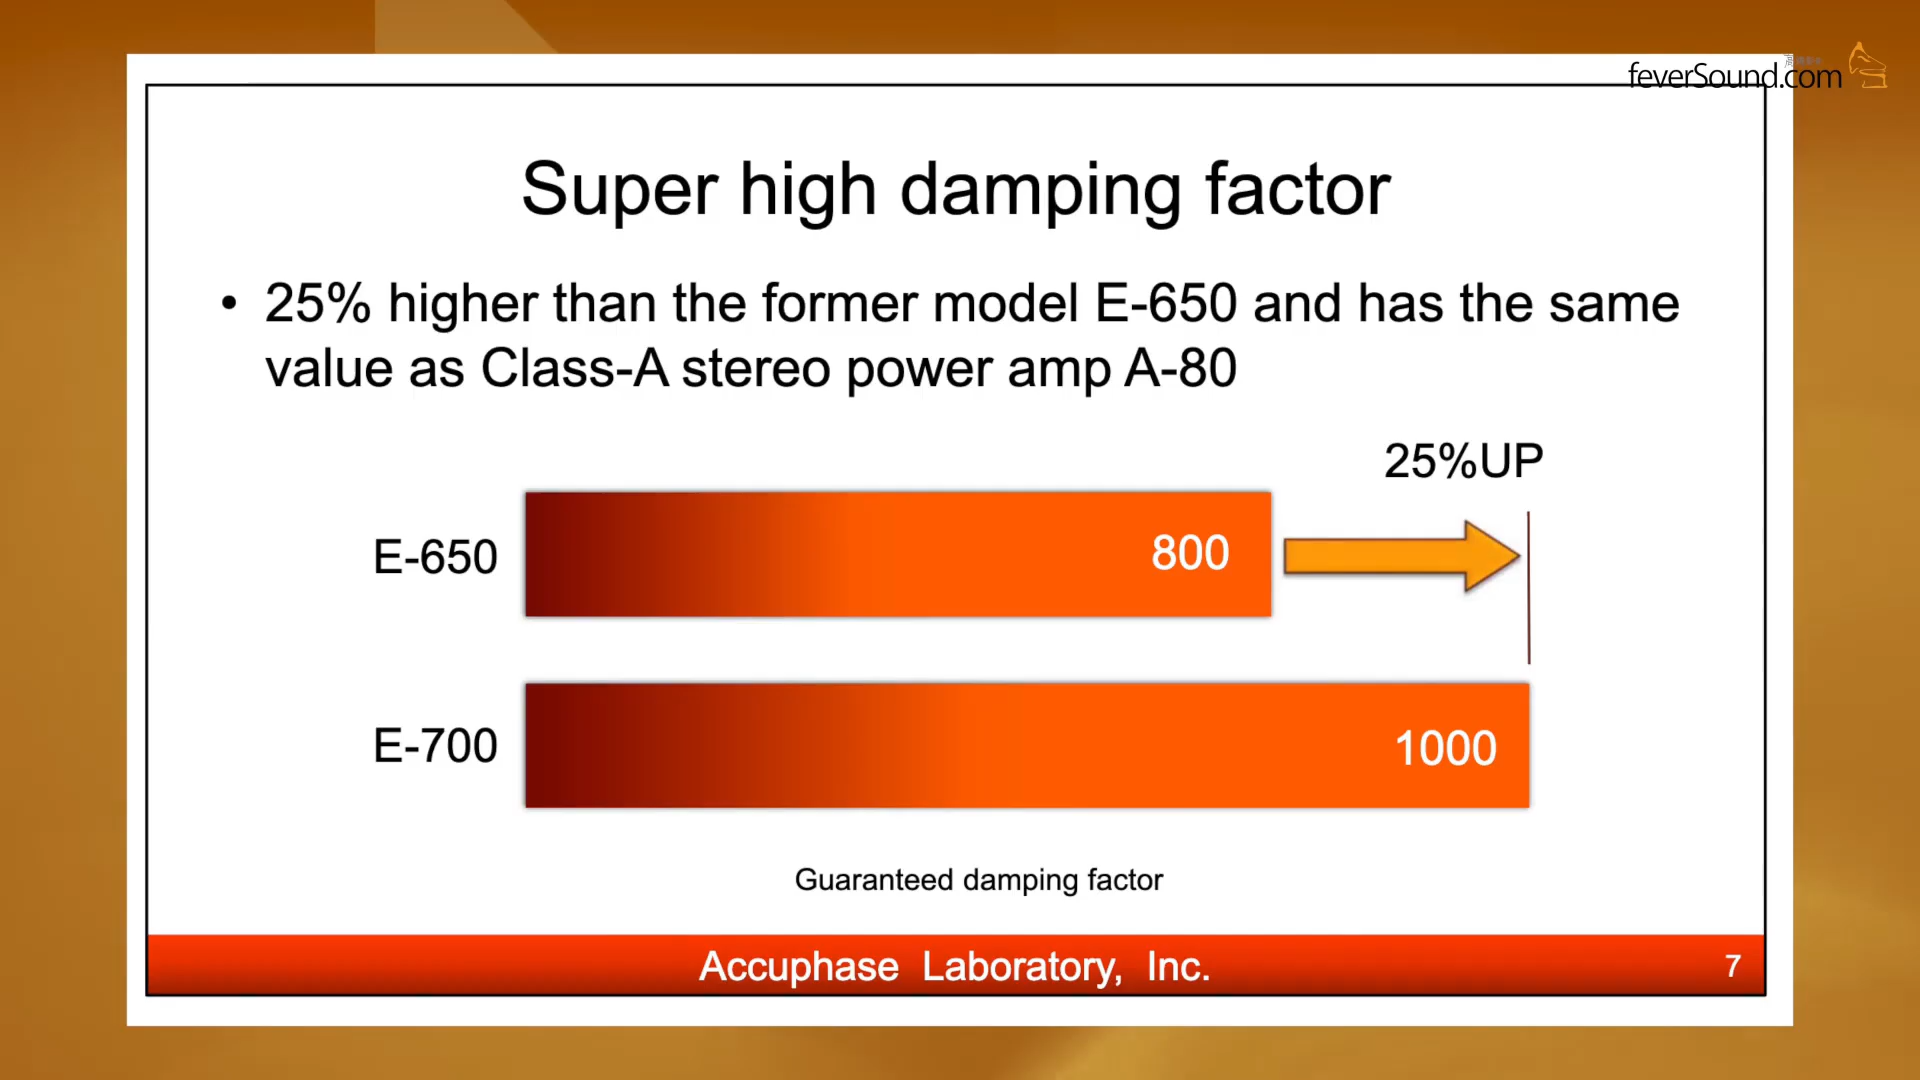 feverSound.com
Super high damping factor
• 25% higher than the former model E-650 and has the same
value as Class-A stereo power amp A-80
25%UP
E-650
800
E-700
1000
Guaranteed damping factor
Accuphase Laboratory, Inc.
7